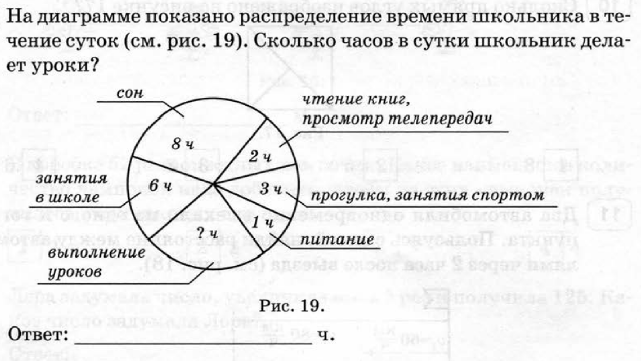 На диаграмме показано распределение времени школьника в те-
чение суток (см. рис. 19). Сколько часов в сутки школьник дела-
ет уроки?
сон
чтение книг,
просмотр телепередач
8 ч
2 ч
занятия
в школе
6 ч
3 ч
прогулка, занятия спортом
? ч
1 ч
питание
выполнение
уроков
Рис. 19.
Ответ: ч.